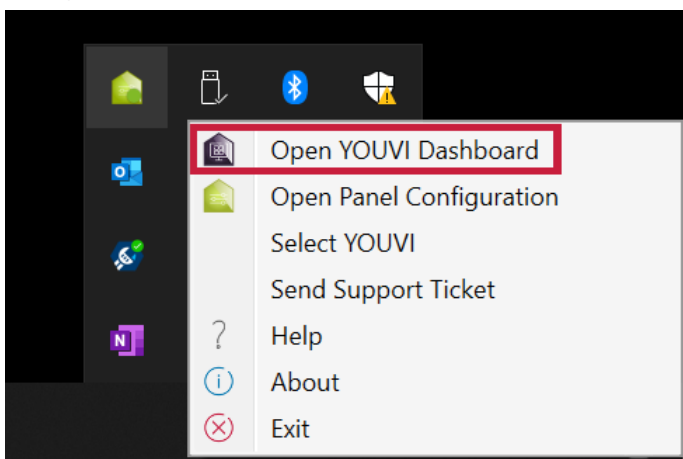 Open YOUVI Dashboard
Open Panel Configuration
Select YOUVI
Send Support Ticket
Help
About
Exit